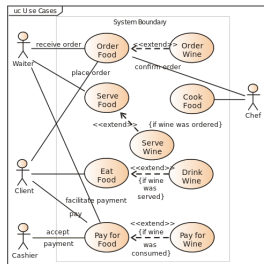 uc Use Cases
System Boundary
receive order
Order
Food
<<extend>>
Order
Wine
Waiter
place order
confirm order
Serve
Food
Cook
Food
Chef
<<extend>>
{if wine was ordered}
Serve
Wine
Eat
Food
<<extend>>
{if wine
was
served}
Drink
Wine
Client
facilitate payment
pay
accept
payment
Pay for
Food
<<extend>>
{if wine
was
consumed}
Pay for
Wine
Cashier